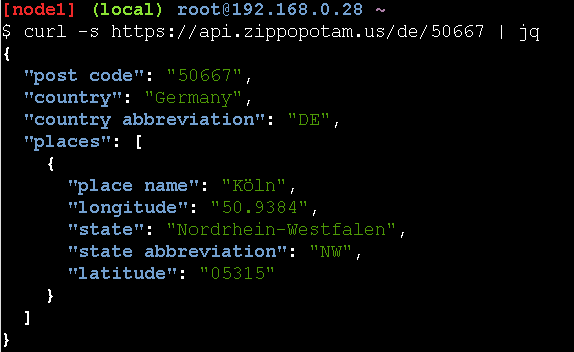 [node1] (local) root@192.168.0.28 ~
$ curl -s https://api.zippopotam.us/de/50667 | jq
{
  "post code": "50667",
  "country": "Germany",
  "country abbreviation": "DE",
  "places": [
    {
      "place name": "Köln",
      "longitude": "50.9384",
      "state": "Nordrhein-Westfalen",
      "state abbreviation": "NW",
      "latitude": "05315"
    }
  ]
}